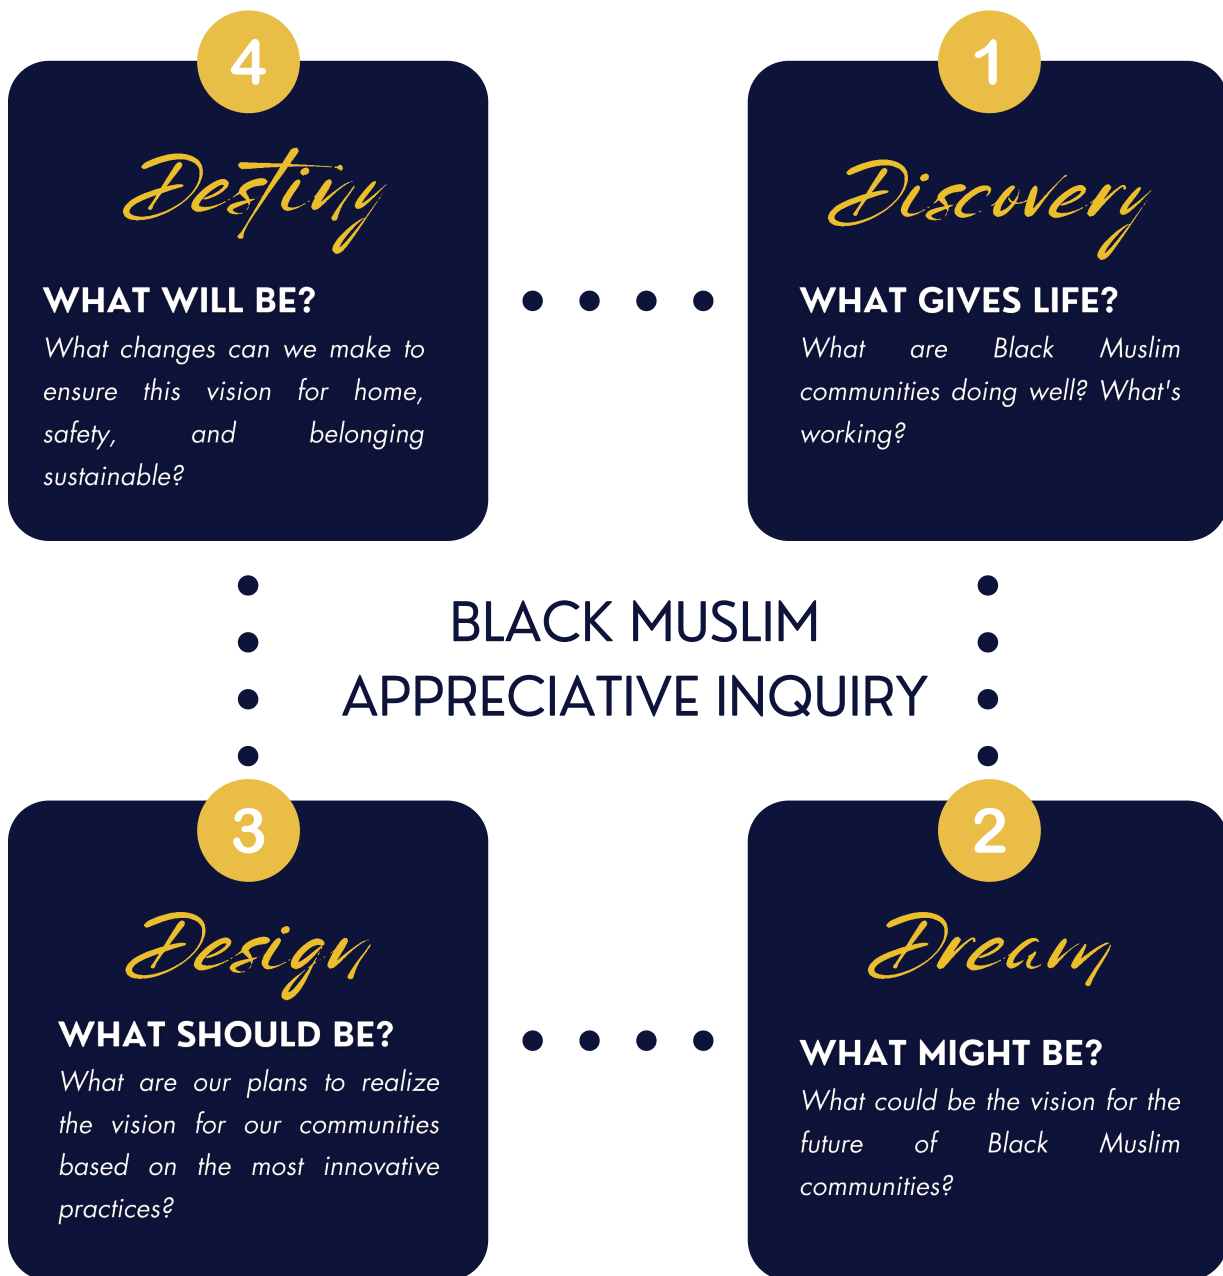 4
Destiny
WHAT WILL BE?
What changes can we make to
ensure this vision for home,
safety, and belonging
sustainable?
1
Discovery
WHAT GIVES LIFE?
What are Black Muslim
communities doing well? What's
working?
BLACK MUSLIM
APPRECIATIVE INQUIRY
3
Design
WHAT SHOULD BE?
What are our plans to realize
the vision for our communities
based on the most innovative
practices?
2
Dream
WHAT MIGHT BE?
What could be the vision for the
future of Black Muslim
communities?